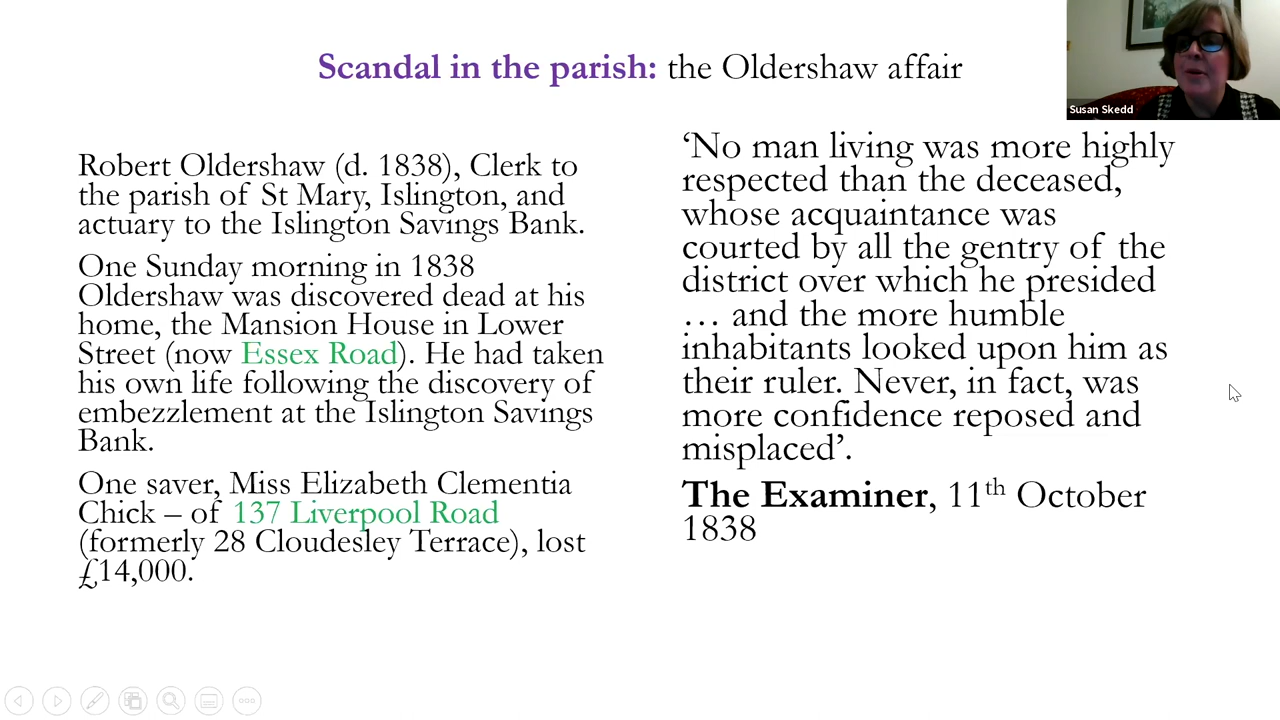 Scandal in the parish: the Oldershaw affair
Susan Skedd
Robert Oldershaw (d. 1838), Clerk to
the parish of St Mary, Islington, and
actuary to the Islington Savings Bank.
One Sunday morning in 1838
Oldershaw was discovered dead at his
home, the Mansion House in Lower
Street (now Essex Road). He had taken
his own life following the discovery of
embezzlement at the Islington Savings
Bank.
One saver, Miss Elizabeth Clementia
Chick – of 137 Liverpool Road
(formerly 28 Cloudesley Terrace), lost
£14,000.
‘No man living was more highly
respected than the deceased,
whose acquaintance was
courted by all the gentry of the
district over which he presided
… and the more humble
inhabitants looked upon him as
their ruler. Never, in fact, was
more confidence reposed and
misplaced’.
The Examiner, 11th October
1838